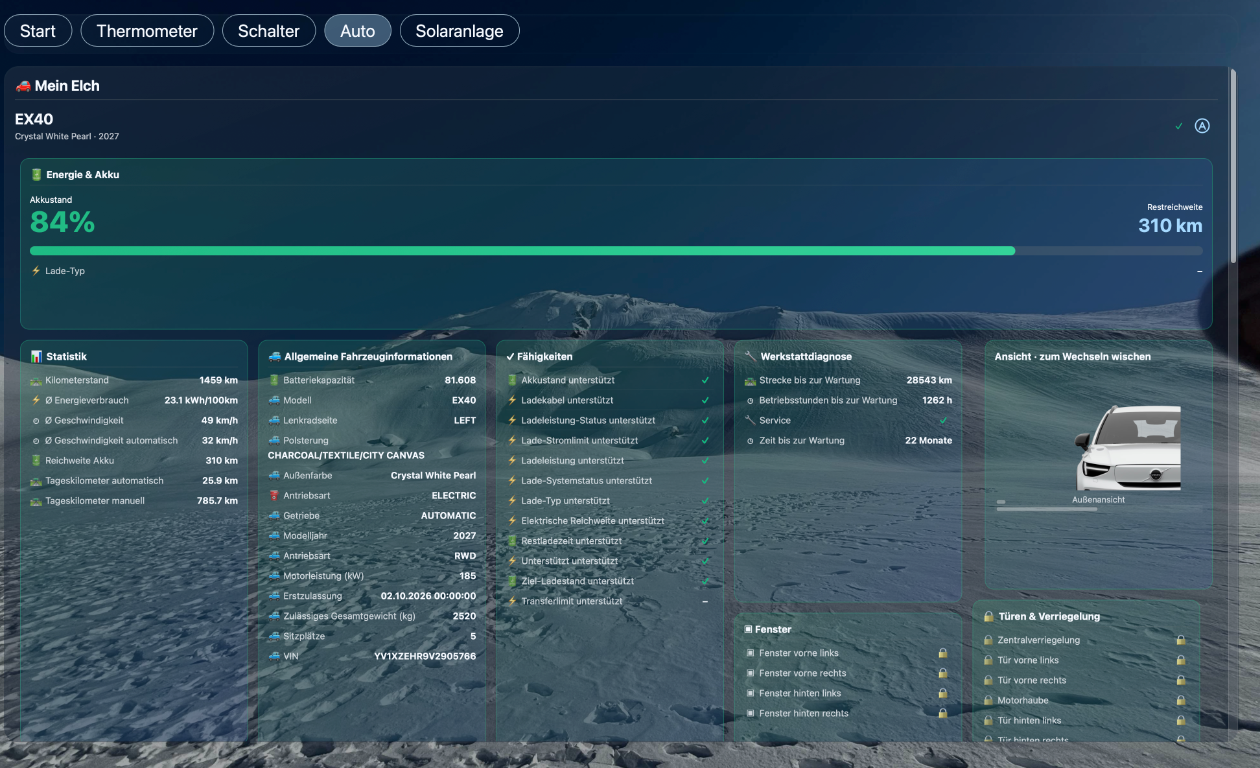 Start Thermometer Schalter Auto Solaranlage
🚗 Mein Elch
EX40
Crystal White Pearl · 2027
✓ A
🔋 Energie & Akku
Akkustand
84%
Restreichweite
310 km
⚡ Lade-Typ –
📊 Statistik
Kilometerstand 1459 km
Ø Energieverbrauch 23.1 kWh/100km
Ø Geschwindigkeit 49 km/h
Ø Geschwindigkeit automatisch 32 km/h
Reichweite Akku 310 km
Tageskilometer automatisch 25.9 km
Tageskilometer manuell 785.7 km
🚙 Allgemeine Fahrzeuginformationen
Batteriekapazität 81.608
Modell EX40
Lenkradseite LEFT
Polsterung
CHARCOAL/TEXTILE/CITY CANVAS
Außenfarbe Crystal White Pearl
Antriebsart ELECTRIC
Getriebe AUTOMATIC
Modelljahr 2027
Antriebsart RWD
Motorleistung (kW) 185
Erstzulassung 02.10.2026 00:00:00
Zulässiges Gesamtgewicht (kg) 2520
Sitzplätze 5
VIN YV1XZEHR9V2905766
✓ Fähigkeiten
Akkustand unterstützt ✓
Ladekabel unterstützt ✓
Ladeleistung-Status unterstützt ✓
Lade-Stromlimit unterstützt ✓
Ladeleistung unterstützt ✓
Lade-Systemstatus unterstützt ✓
Lade-Typ unterstützt ✓
Elektrische Reichweite unterstützt ✓
Restladezeit unterstützt ✓
Unterstützt unterstützt ✓
Ziel-Ladestand unterstützt ✓
Transferlimit unterstützt –
🔧 Werkstattdiagnose
Strecke bis zur Wartung 28543 km
Betriebsstunden bis zur Wartung 1262 h
Service ✓
Zeit bis zur Wartung 22 Monate
Ansicht · zum Wechseln wischen
Außenansicht
Fenster
Fenster vorne links 🔒
Fenster vorne rechts 🔒
Fenster hinten links 🔒
Fenster hinten rechts 🔒
🔒 Türen & Verriegelung
Zentralverriegelung 🔒
Tür vorne links 🔒
Tür vorne rechts 🔒
Motorhaube 🔒
Tür hinten links 🔒
Tür hinten rechts 🔒